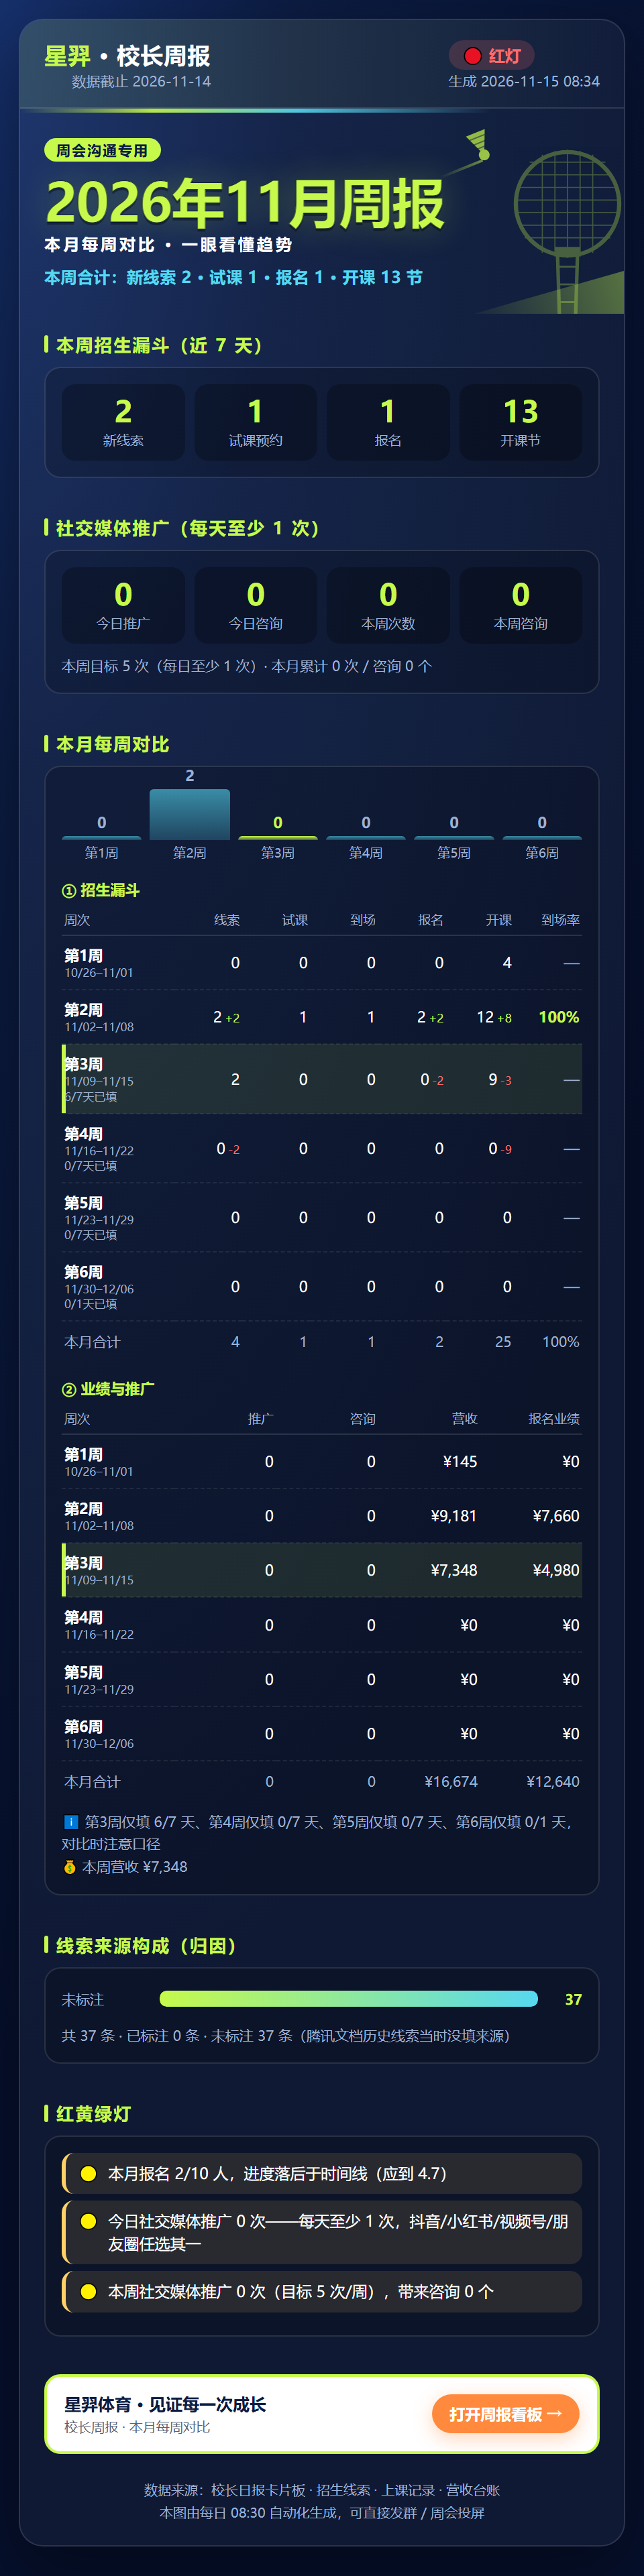 星羿 · 校长周报
🔴 红灯
数据截止 2026-11-14
生成 2026-11-15 08:34
周会沟通专用
2026年11月周报
本月每周对比 · 一眼看懂趋势
本周合计：新线索 2 · 试课 1 · 报名 1 · 开课 13 节
本周招生漏斗（近 7 天）
2 1 1 13
新线索 试课预约 报名 开课节
社交媒体推广（每天至少 1 次）
0 0 0 0
今日推广 今日咨询 本周次数 本周咨询
本周目标 5 次（每日至少 1 次）· 本月累计 0 次 / 咨询 0 个
本月每周对比
0 2 0 0 0 0
第1周 第2周 第3周 第4周 第5周 第6周
① 招生漏斗
周次 线索 试课 到场 报名 开课 到场率
第1周
10/26–11/01
0 0 0 0 4 —
第2周
11/02–11/08
2 +2 1 1 2 +2 12 +8 100%
第3周
11/09–11/15
6/7天已填
2 0 0 0 -2 9 -3 —
第4周
11/16–11/22
0/7天已填
0 -2 0 0 0 0 -9 —
第5周
11/23–11/29
0/7天已填
0 0 0 0 0 —
第6周
11/30–12/06
0/1天已填
0 0 0 0 0 —
本月合计 4 1 1 2 25 100%
② 业绩与推广
周次 推广 咨询 营收 报名业绩
第1周
10/26–11/01
0 0 ¥145 ¥0
第2周
11/02–11/08
0 0 ¥9,181 ¥7,660
第3周
11/09–11/15
0 0 ¥7,348 ¥4,980
第4周
11/16–11/22
0 0 ¥0 ¥0
第5周
11/23–11/29
0 0 ¥0 ¥0
第6周
11/30–12/06
0 0 ¥0 ¥0
本月合计 0 0 ¥16,674 ¥12,640
ℹ️ 第3周仅填 6/7 天、第4周仅填 0/7 天、第5周仅填 0/7 天、第6周仅填 0/1 天，
对比时注意口径
💰 本周营收 ¥7,348
线索来源构成（归因）
未标注 37
共 37 条 · 已标注 0 条 · 未标注 37 条（腾讯文档历史线索当时没填来源）
红黄绿灯
🟡 本月报名 2/10 人，进度落后于时间线（应到 4.7）
🟡 今日社交媒体推广 0 次——每天至少 1 次，抖音/小红书/视频号/朋
友圈任选其一
🟡 本周社交媒体推广 0 次（目标 5 次/周），带来咨询 0 个
星羿体育 · 见证每一次成长
校长周报 · 本月每周对比
打开周报看板 →
数据来源：校长日报卡片板 · 招生线索 · 上课记录 · 营收台账
本图由每日 08:30 自动化生成，可直接发群 / 周会投屏